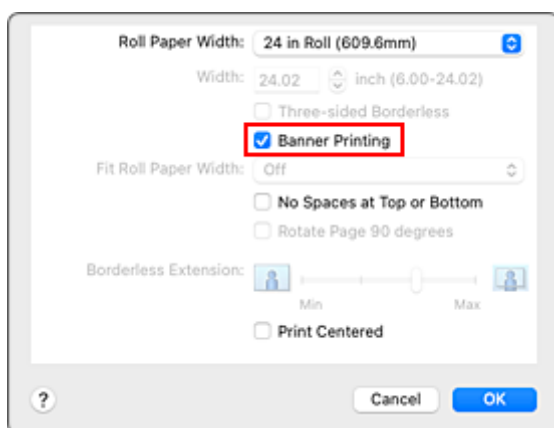 Roll Paper Width: 24 in Roll (609.6mm)
Width: 24.02 inch (6.00-24.02)
Three-sided Borderless
Banner Printing
Fit Roll Paper Width: Off
No Spaces at Top or Bottom
Rotate Page 90 degrees
Borderless Extension:
Min Max
Print Centered
? Cancel OK